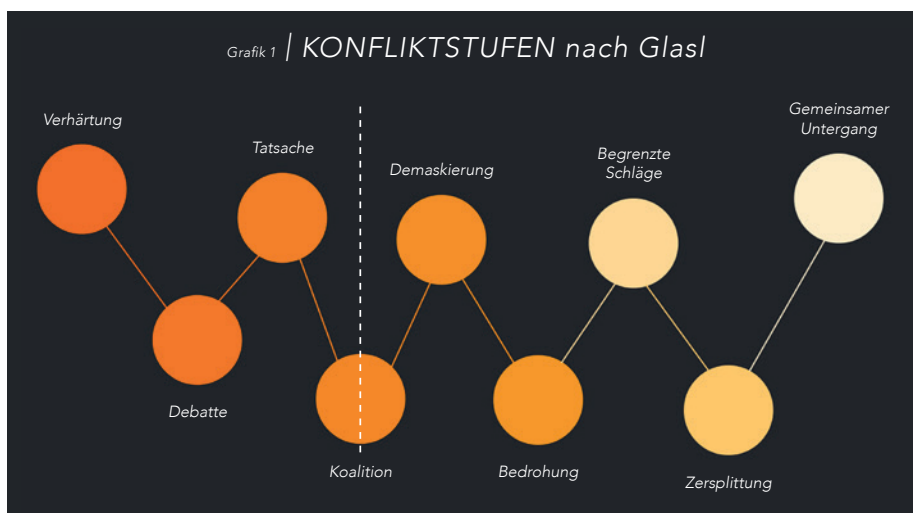 Grafik 1 | KONFLIKTSTUFEN nach Glasl
Verhärtung
Debatte
Tatsache
Koalition
Demaskierung
Bedrohung
Begrenzte
Schläge
Zersplittung
Gemeinsamer
Untergang